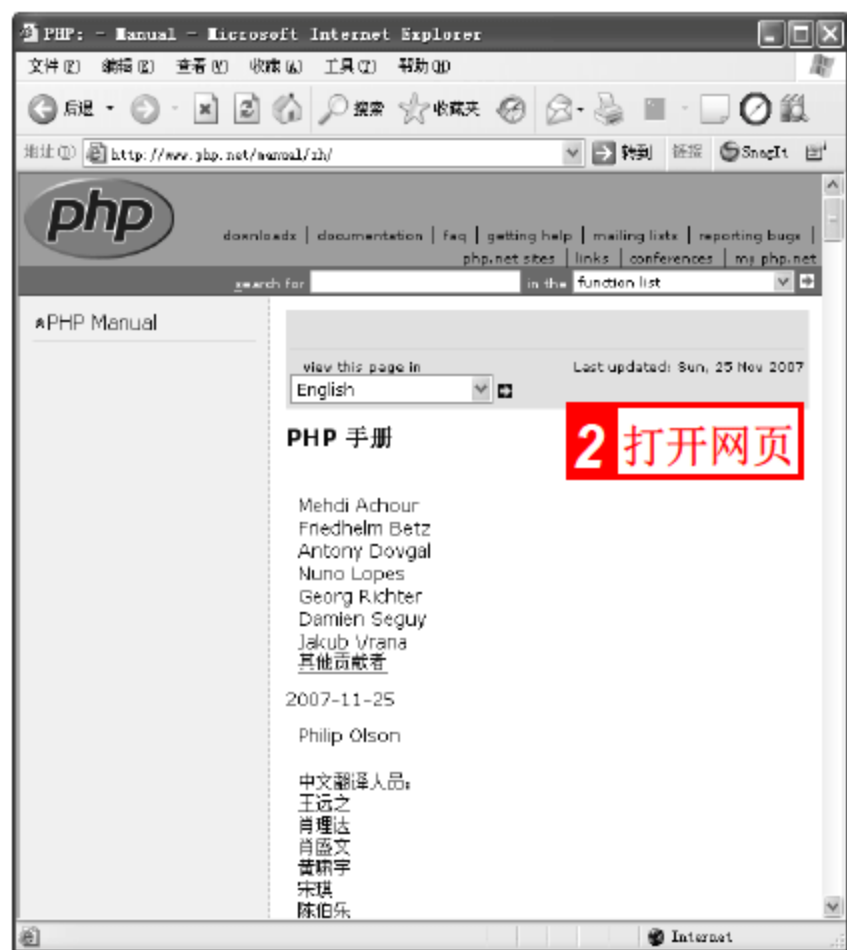 PHP: - Manual - Microsoft Internet Explorer
文件(F) 编辑(E) 查看(V) 收藏(A) 工具(T) 帮助(H)
后退 搜索 收藏夹
地址(D) http://www.php.net/manual/zh/ 转到 链接 SnagIt
php
downloads | documentation | faq | getting help | mailing lists | reporting bugs |
php.net sites | links | conferences | my php.net
search for in the function list
PHP Manual
view this page in Last updated: Sun, 25 Nov 2007
English
2 打开网页
PHP 手册
Mehdi Achour
Friedhelm Betz
Antony Dovgal
Nuno Lopes
Georg Richter
Damien Seguy
Jakub Vrana
其他贡献者
2007-11-25
Philip Olson
中文翻译人员:
王远之
肖理达
肖盛文
黄啸宇
宋琪
陈伯乐
Internet